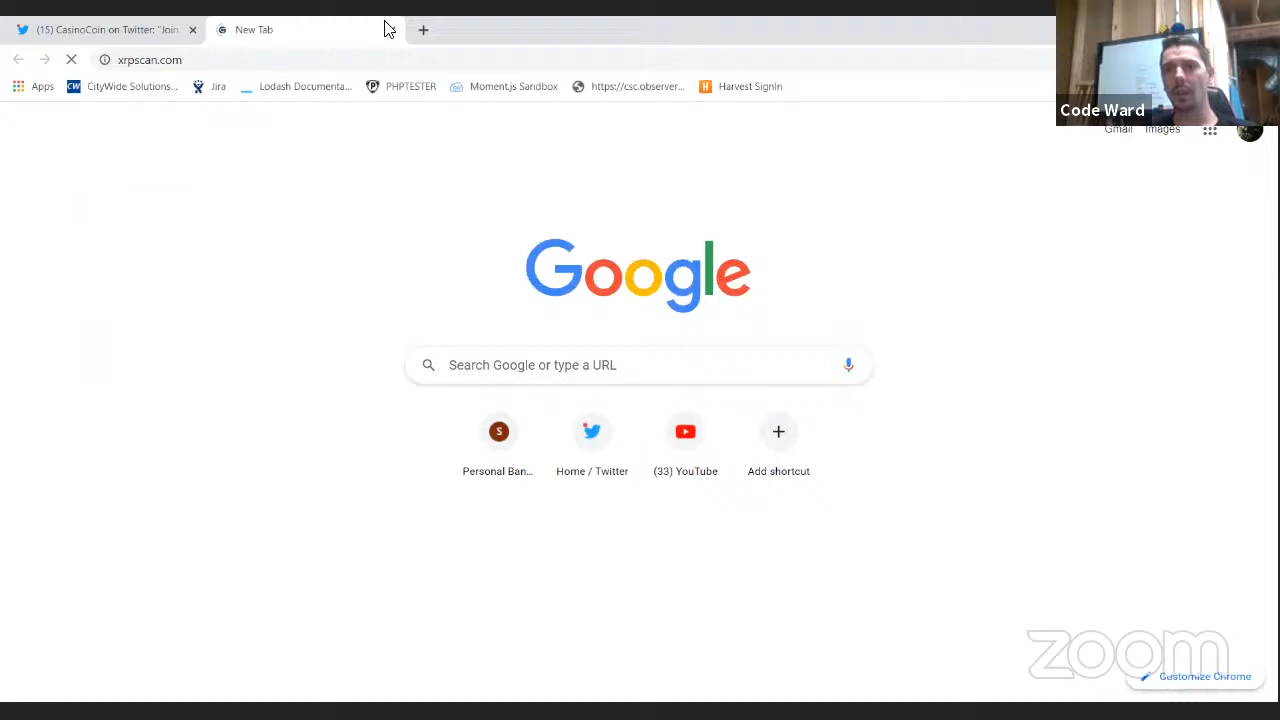 (15) CasinoCoin on Twitter: "Join
New Tab
xrpscan.com
Apps
CityWide Solutions...
Jira
Lodash Documenta...
PHPTESTER
Moment.js Sandbox
https://csc.observer...
Harvest SignIn
Code Ward
Gmail
Images
Google
Search Google or type a URL
S
Personal Ban...
Home / Twitter
(33) YouTube
Add shortcut
zoom
Customize Chrome